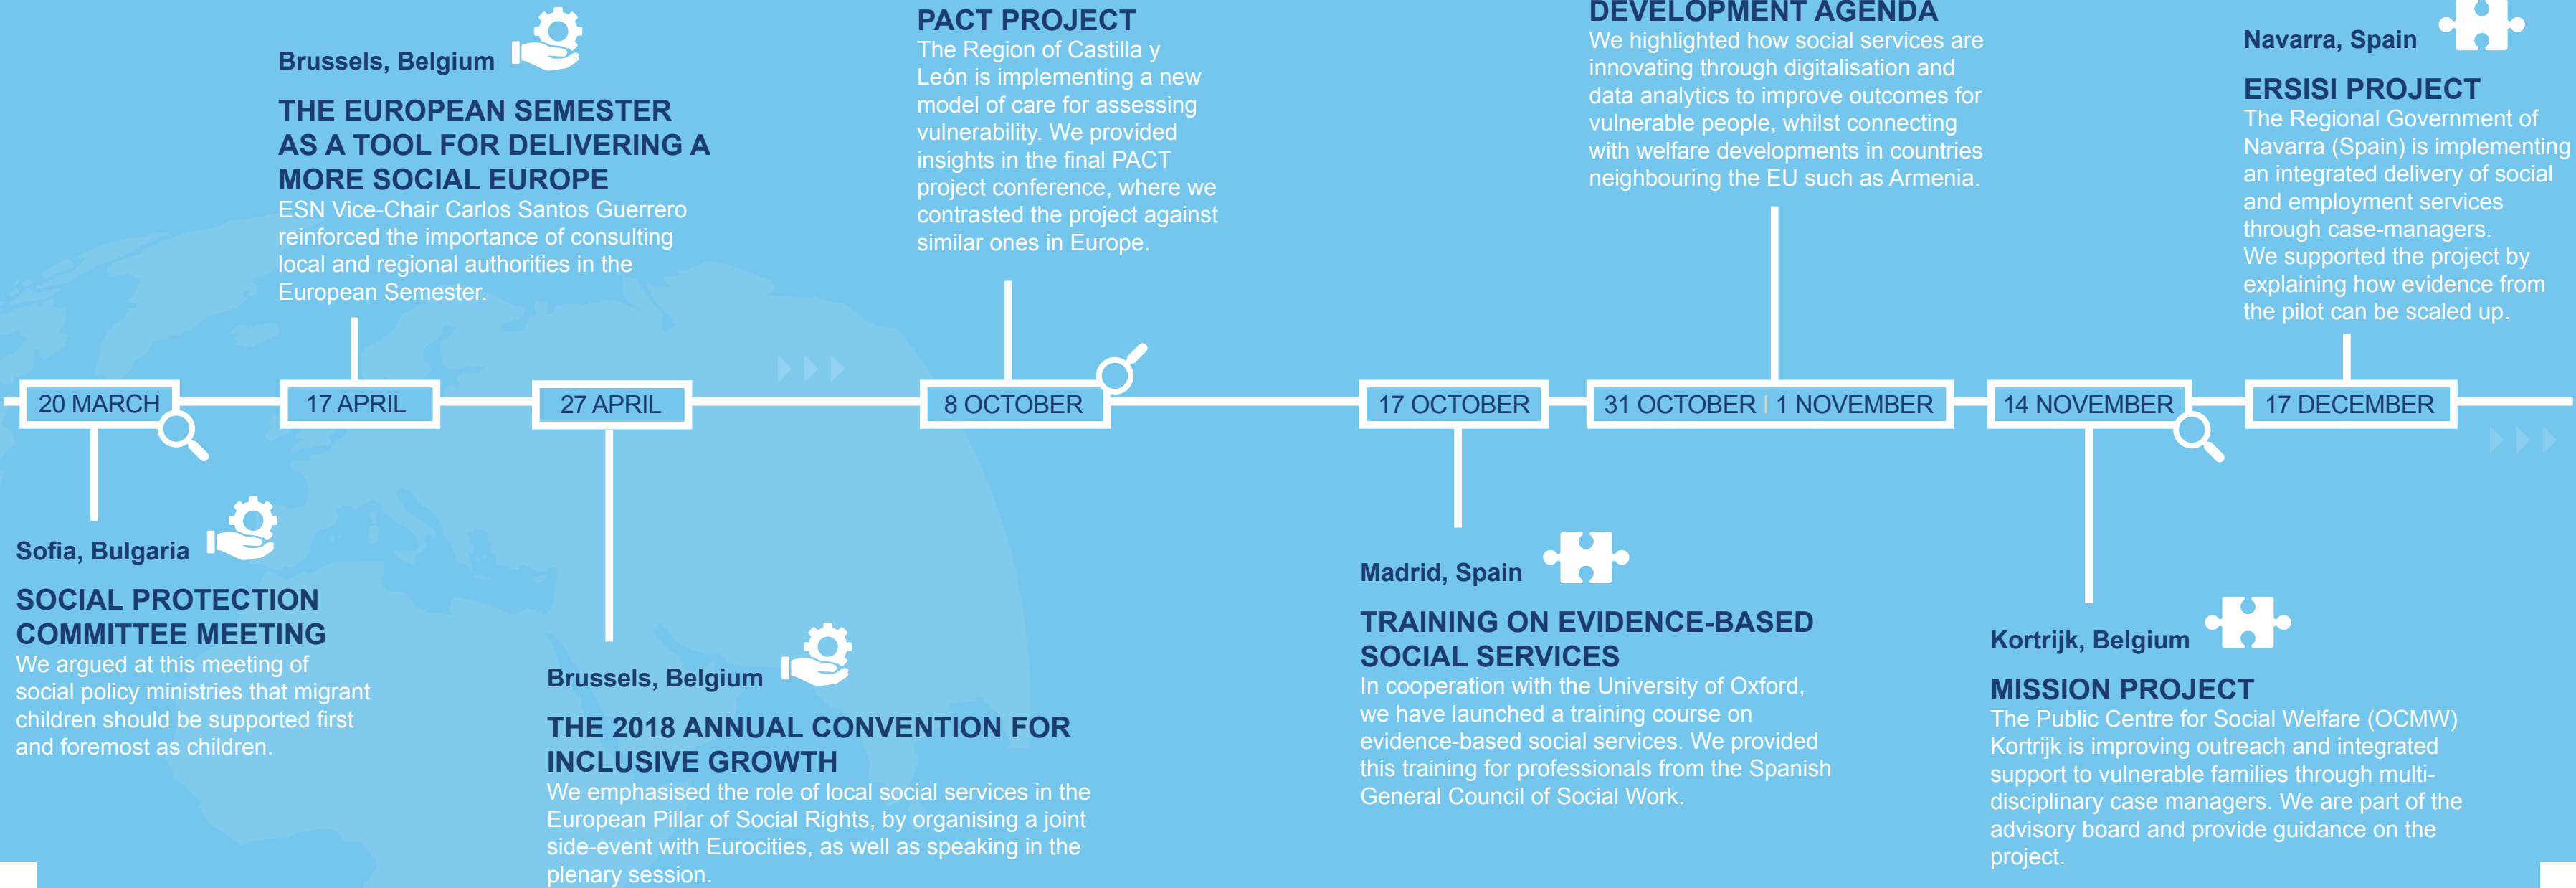 Brussels, Belgium
THE EUROPEAN SEMESTER
AS A TOOL FOR DELIVERING A
MORE SOCIAL EUROPE
ESN Vice-Chair Carlos Santos Guerrero
reinforced the importance of consulting
local and regional authorities in the
European Semester.
PACT PROJECT
The Region of Castilla y
León is implementing a new
model of care for assessing
vulnerability. We provided
insights in the final PACT
project conference, where we
contrasted the project against
similar ones in Europe.
DEVELOPMENT AGENDA
We highlighted how social services are
innovating through digitalisation and
data analytics to improve outcomes for
vulnerable people, whilst connecting
with welfare developments in countries
neighbouring the EU such as Armenia.
Navarra, Spain
ERSISI PROJECT
The Regional Government of
Navarra (Spain) is implementing
an integrated delivery of social
and employment services
through case-managers.
We supported the project by
explaining how evidence from
the pilot can be scaled up.
20 MARCH
17 APRIL
27 APRIL
8 OCTOBER
17 OCTOBER
31 OCTOBER | 1 NOVEMBER
14 NOVEMBER
17 DECEMBER
Sofia, Bulgaria
SOCIAL PROTECTION
COMMITTEE MEETING
We argued at this meeting of
social policy ministries that migrant
children should be supported first
and foremost as children.
Brussels, Belgium
THE 2018 ANNUAL CONVENTION FOR
INCLUSIVE GROWTH
We emphasised the role of local social services in the
European Pillar of Social Rights, by organising a joint
side-event with Eurocities, as well as speaking in the
plenary session.
Madrid, Spain
TRAINING ON EVIDENCE-BASED
SOCIAL SERVICES
In cooperation with the University of Oxford,
we have launched a training course on
evidence-based social services. We provided
this training for professionals from the Spanish
General Council of Social Work.
Kortrijk, Belgium
MISSION PROJECT
The Public Centre for Social Welfare (OCMW)
Kortrijk is improving outreach and integrated
support to vulnerable families through multi-
disciplinary case managers. We are part of the
advisory board and provide guidance on the
project.